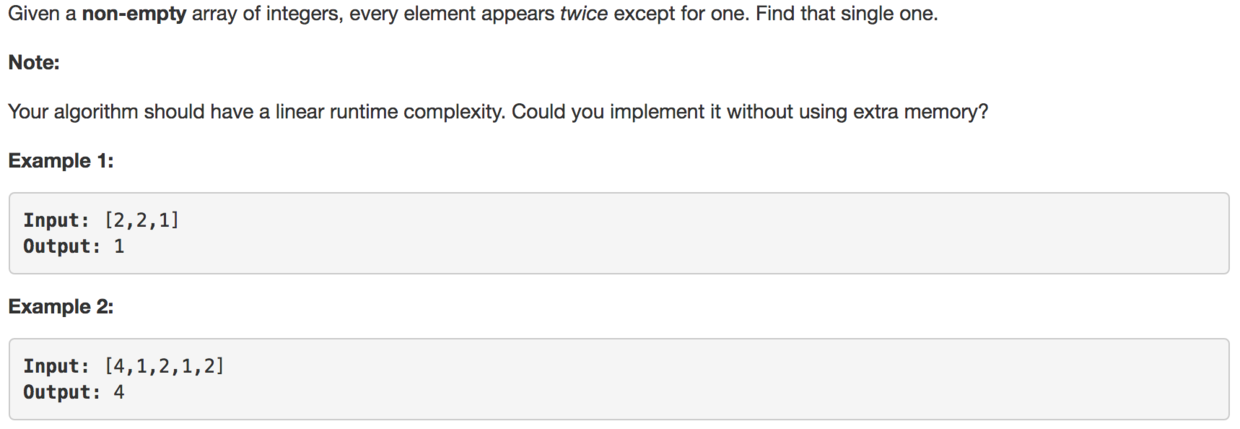 Given a non-empty array of integers, every element appears twice except for one. Find that single one.
Note:
Your algorithm should have a linear runtime complexity. Could you implement it without using extra memory?
Example 1:
Input: [2,2,1]
Output: 1
Example 2:
Input: [4,1,2,1,2]
Output: 4